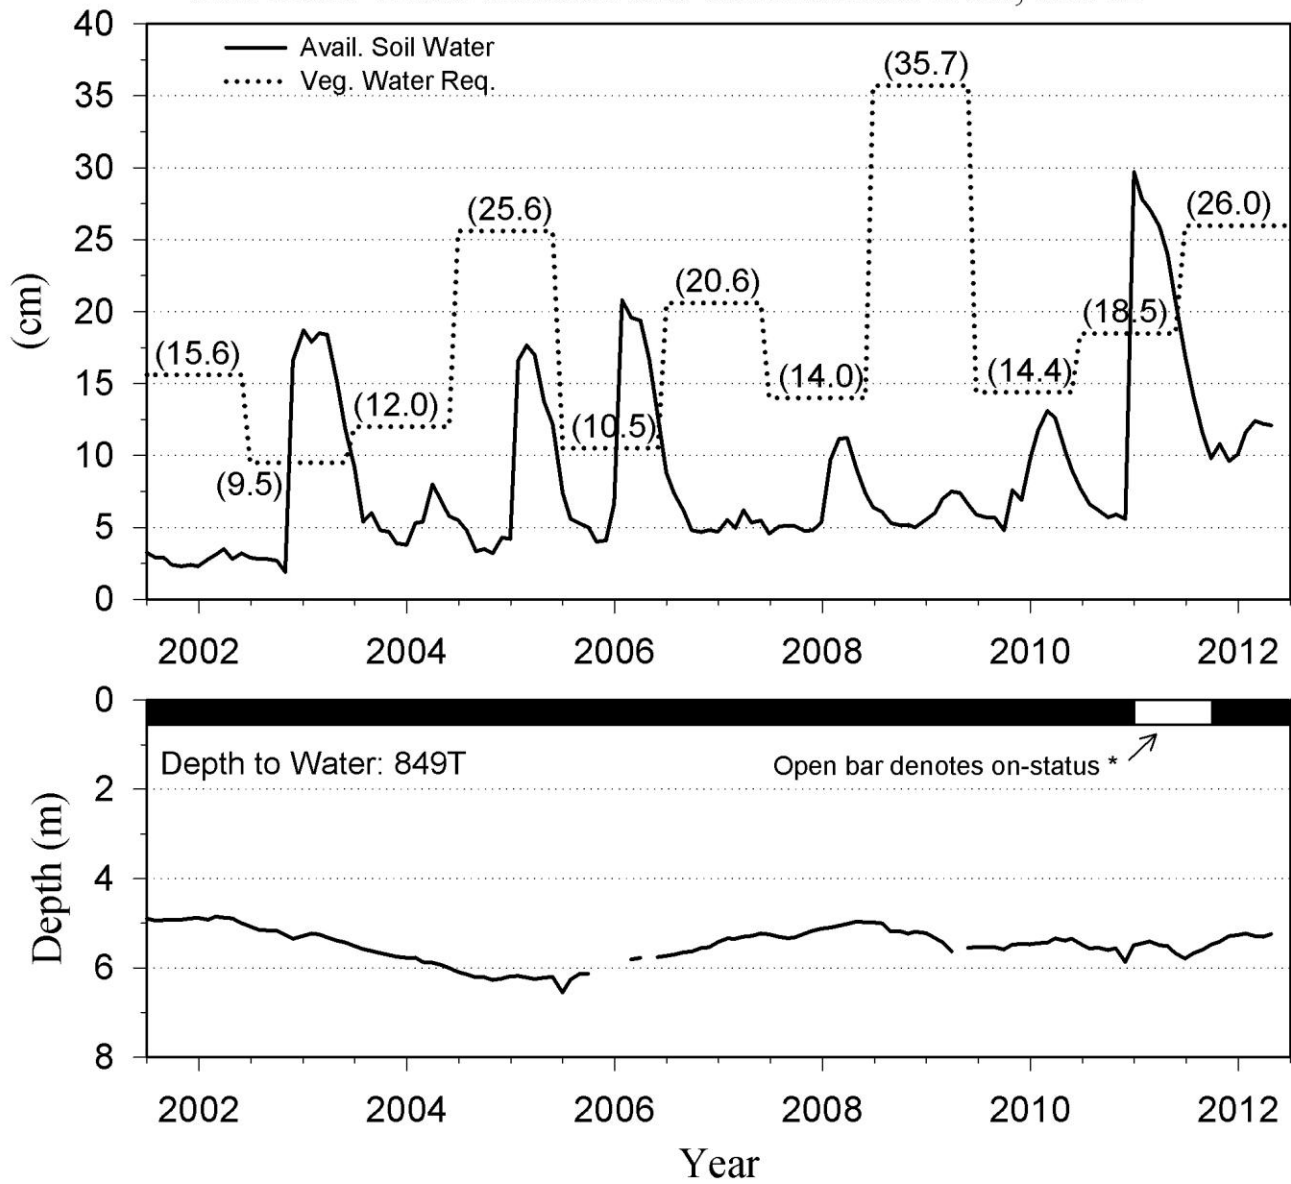 40
Avail. Soil Water
Veg. Water Req.
35
30
25
20
15
10
5
0
(cm)
(15.6)
(9.5)
(12.0)
(25.6)
(10.5)
(20.6)
(14.0)
(35.7)
(14.4)
(18.5)
(26.0)
2002 2004 2006 2008 2010 2012
0
2
4
6
8
Depth (m)
Depth to Water: 849T
Open bar denotes on-status *
2002 2004 2006 2008 2010 2012
Year